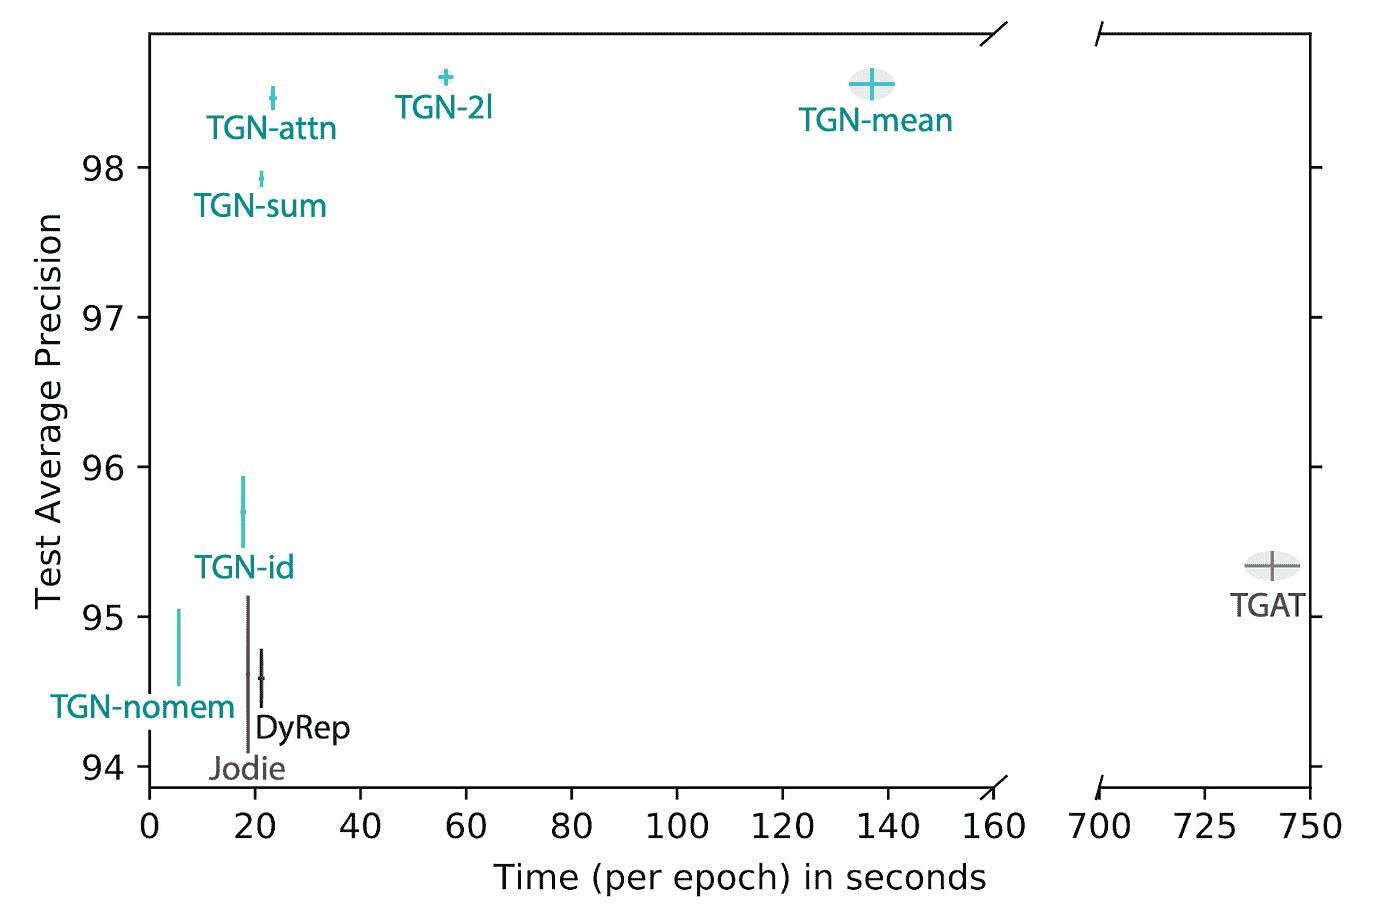 TGN-attn
TGN-2l
TGN-mean
TGN-sum
TGN-id
TGAT
TGN-nomem
DyRep
Jodie
98
97
96
95
94
Test Average Precision
0 20 40 60 80 100 120 140 160 700 725 750
Time (per epoch) in seconds